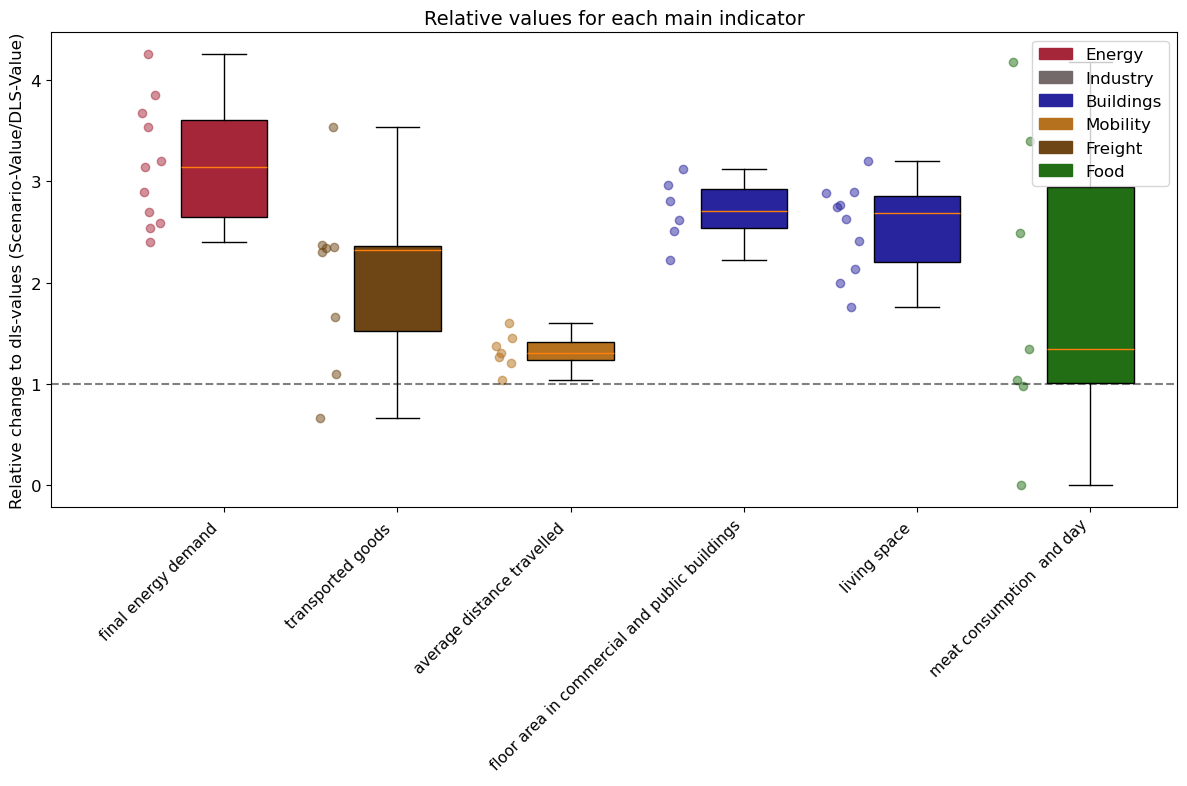 Relative values for each main indicator
Relative change to dls-values (Scenario-Value/DLS-Value)
4
3
2
1
0
Energy
Industry
Buildings
Mobility
Freight
Food
final energy demand
transported goods
average distance travelled
floor area in commercial and public buildings
living space
meat consumption  and day